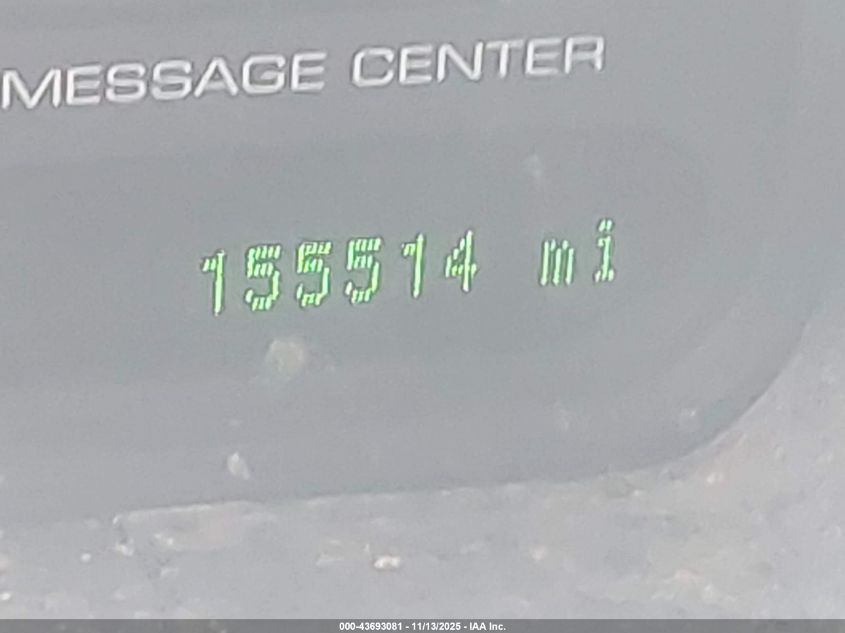 MESSAGE CENTER
155514 mi
000-43693081 - 11/13/2025 - IAA Inc.